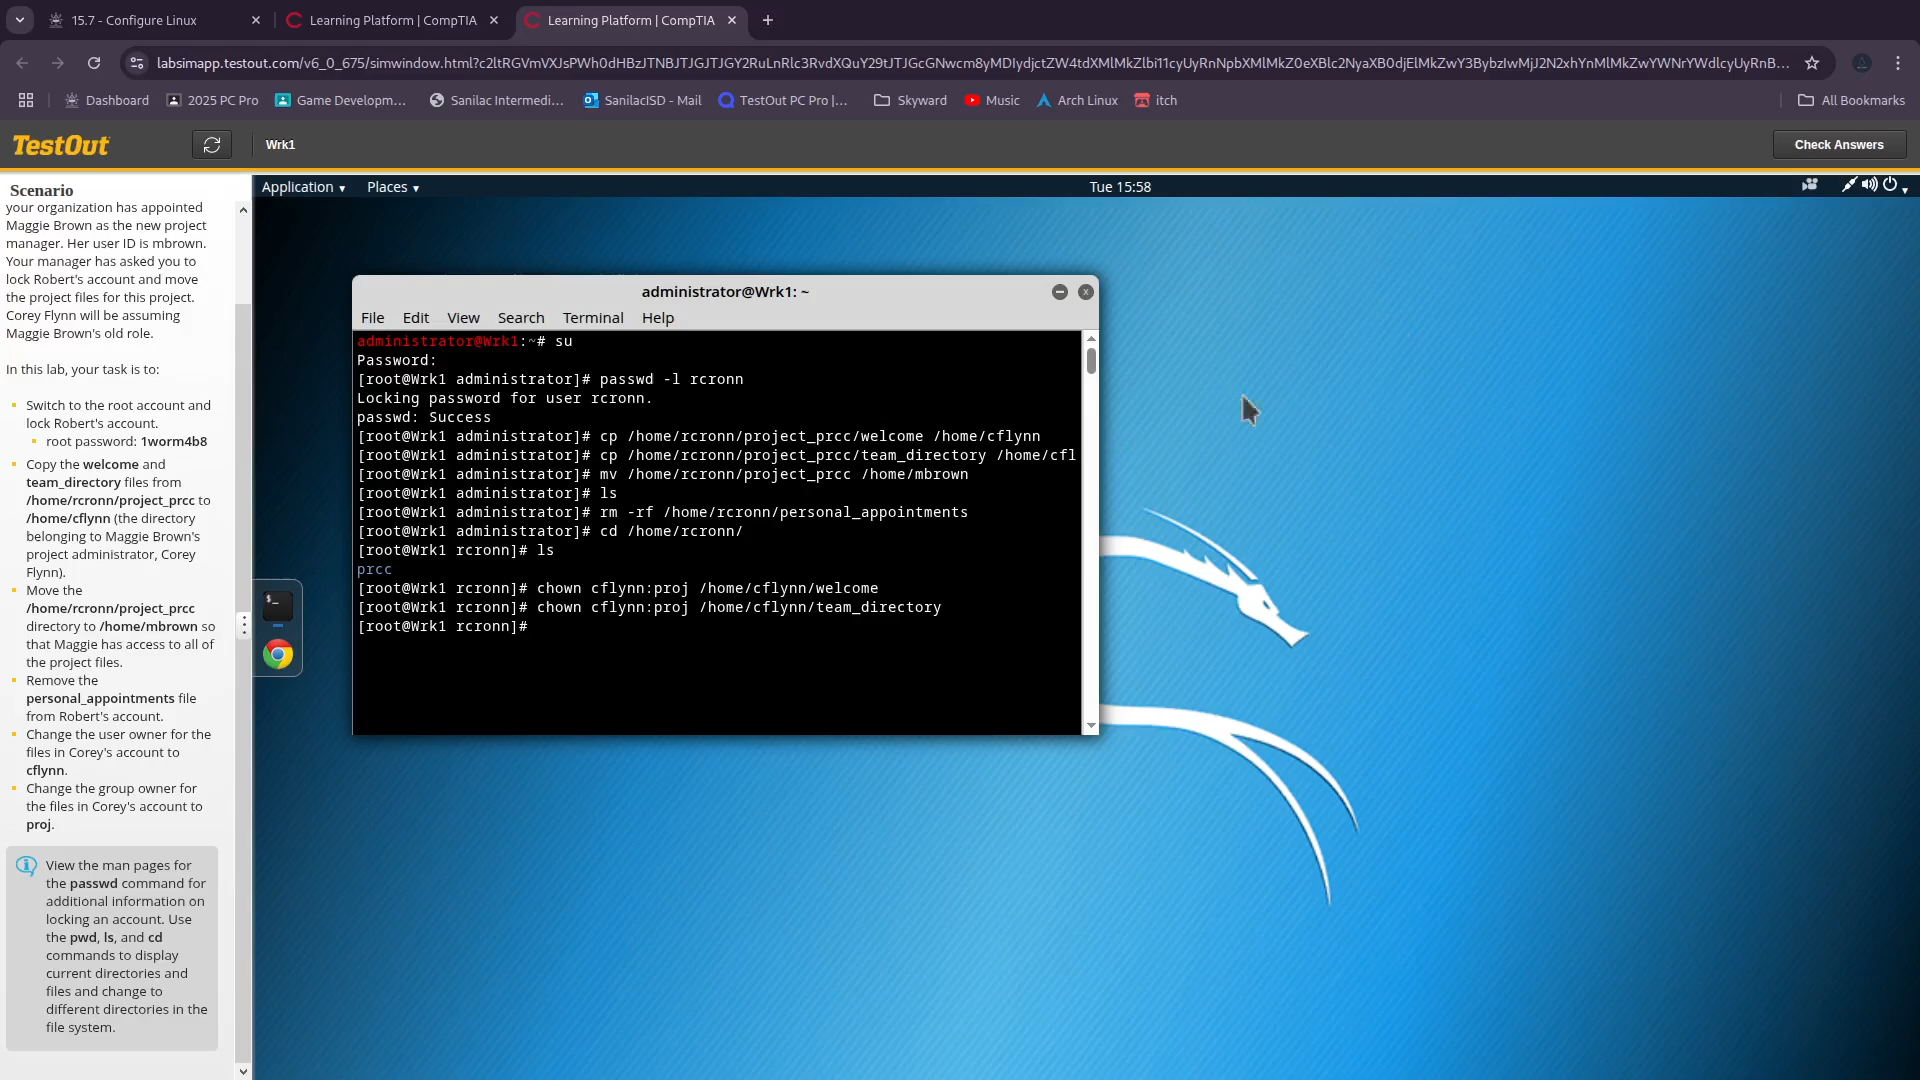 15.7 - Configure Linux
Learning Platform | CompTIA
Learning Platform | CompTIA
labsimapp.testout.com/v6_0_675/simwindow.html?c2ltRGVmVXJsPWh0dHBzJTNBJTJGJTJGY2RuLnRlc3RvdXQuY29tJTJGcGNwcm8yMDIydjctZW4tdXMlMkZlbi11cyUyRnNpbXMlMkZ0eXBlc2NyaXB0djElMkZwY3BybzIwMjJ2N2xhYnMlMkZwYWNrYWdlcyUyRnB...
Dashboard
2025 PC Pro
Game Developm...
Sanilac Intermedi...
SanilacISD - Mail
TestOut PC Pro |...
Skyward
Music
Arch Linux
itch
All Bookmarks
TestOut
Wrk1
Check Answers
Scenario
your organization has appointed
Maggie Brown as the new project
manager. Her user ID is mbrown.
Your manager has asked you to
lock Robert's account and move
the project files for this project.
Corey Flynn will be assuming
Maggie Brown's old role.
In this lab, your task is to:
Switch to the root account and
lock Robert's account.
root password: 1worm4b8
Copy the welcome and
team_directory files from
/home/rcronn/project_prcc to
/home/cflynn (the directory
belonging to Maggie Brown's
project administrator, Corey
Flynn).
Move the
/home/rcronn/project_prcc
directory to /home/mbrown so
that Maggie has access to all of
the project files.
Remove the
personal_appointments file
from Robert's account.
Change the user owner for the
files in Corey's account to
cflynn.
Change the group owner for
the files in Corey's account to
proj.
View the man pages for
the passwd command for
additional information on
locking an account. Use
the pwd, ls, and cd
commands to display
current directories and
files and change to
different directories in the
file system.
Application
Places
Tue 15:58
administrator@Wrk1: ~
File Edit View Search Terminal Help
administrator@Wrk1:~# su
Password:
[root@Wrk1 administrator]# passwd -l rcronn
Locking password for user rcronn.
passwd: Success
[root@Wrk1 administrator]# cp /home/rcronn/project_prcc/welcome /home/cflynn
[root@Wrk1 administrator]# cp /home/rcronn/project_prcc/team_directory /home/cfl
[root@Wrk1 administrator]# mv /home/rcronn/project_prcc /home/mbrown
[root@Wrk1 administrator]# ls
[root@Wrk1 administrator]# rm -rf /home/rcronn/personal_appointments
[root@Wrk1 administrator]# cd /home/rcronn/
[root@Wrk1 rcronn]# ls
prcc
[root@Wrk1 rcronn]# chown cflynn:proj /home/cflynn/welcome
[root@Wrk1 rcronn]# chown cflynn:proj /home/cflynn/team_directory
[root@Wrk1 rcronn]#